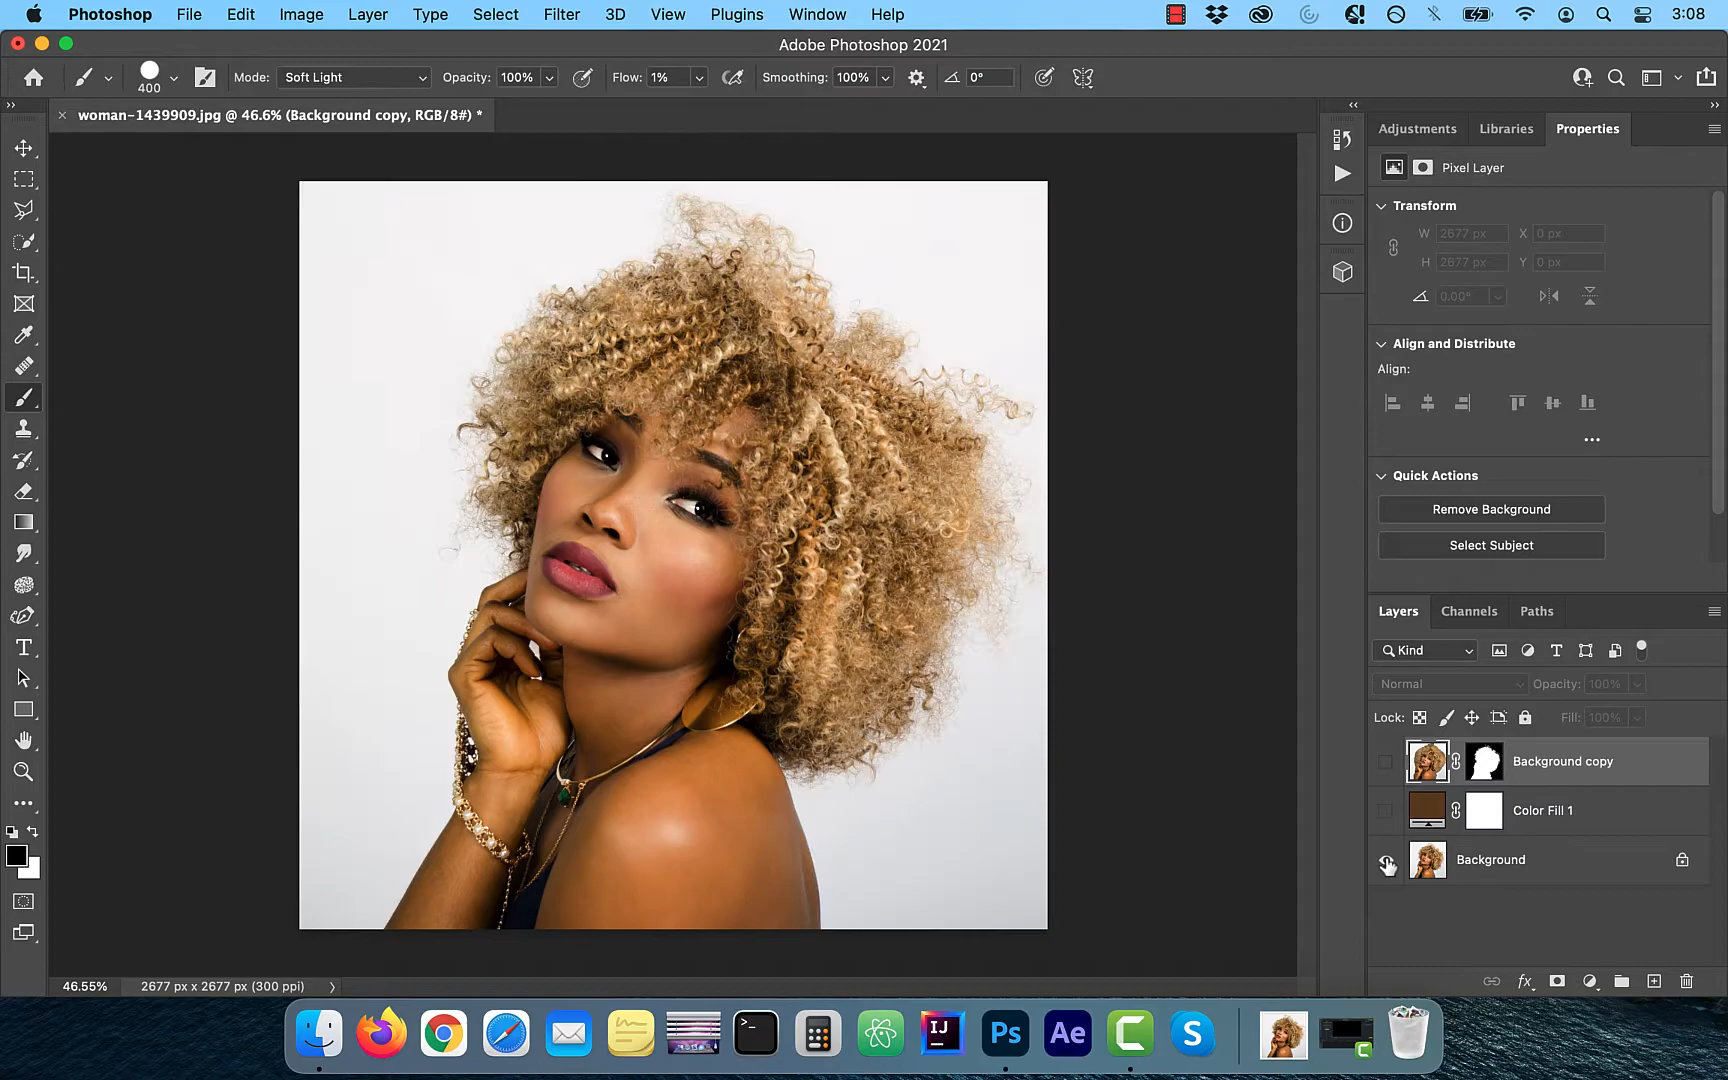 Photoshop File Edit Image Layer Type Select Filter 3D View Plugins Window Help 3:08
Adobe Photoshop 2021
400 Mode: Soft Light Opacity: 100% Flow: 1% Smoothing: 100% 0°
woman-1439909.jpg @ 46.6% (Background copy, RGB/8#) *
Adjustments Libraries Properties
Pixel Layer
Transform
W 2677 px X 0 px
H 2677 px Y 0 px
0.00°
Align and Distribute
Align:
Quick Actions
Remove Background
Select Subject
Layers Channels Paths
Kind
Normal Opacity: 100%
Lock: Fill: 100%
Background copy
Color Fill 1
Background
fx
46.55% 2677 px x 2677 px (300 ppi)
>_ IJ Ps Ae C S